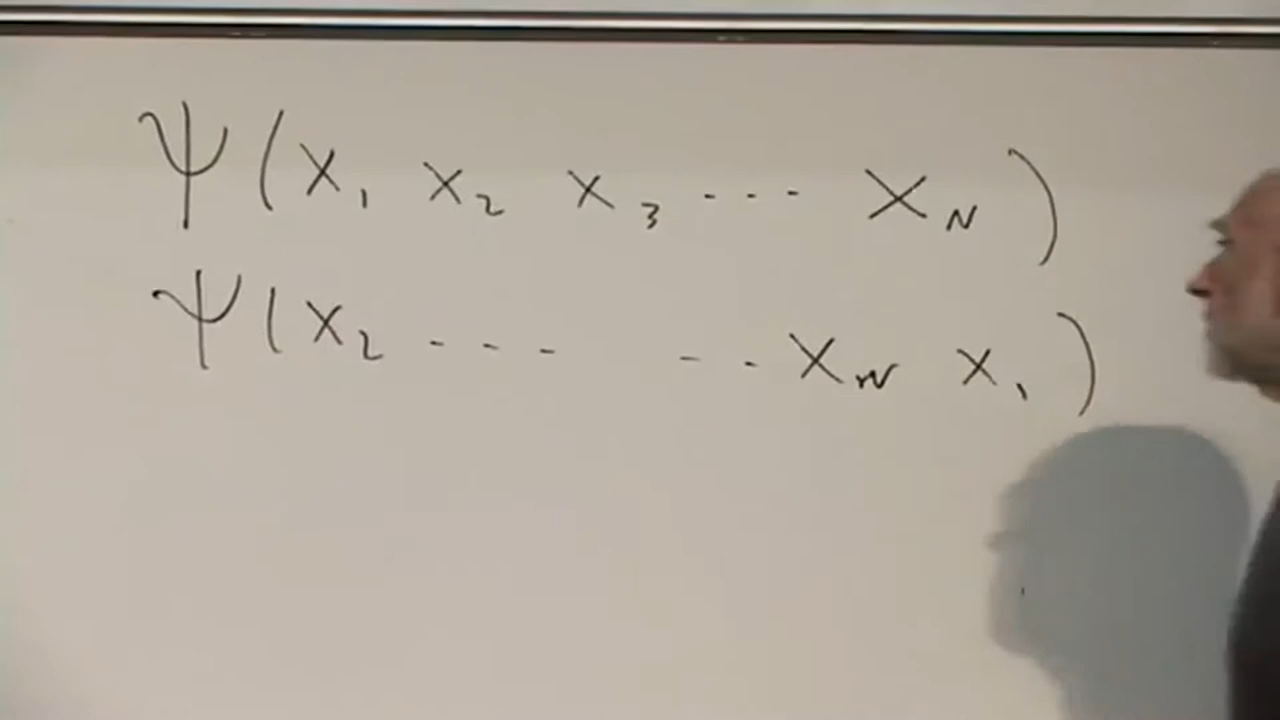 Ψ(x₁ x₂ x₃ --- x_N)
Ψ(x₂ --- -- x_N x₁)